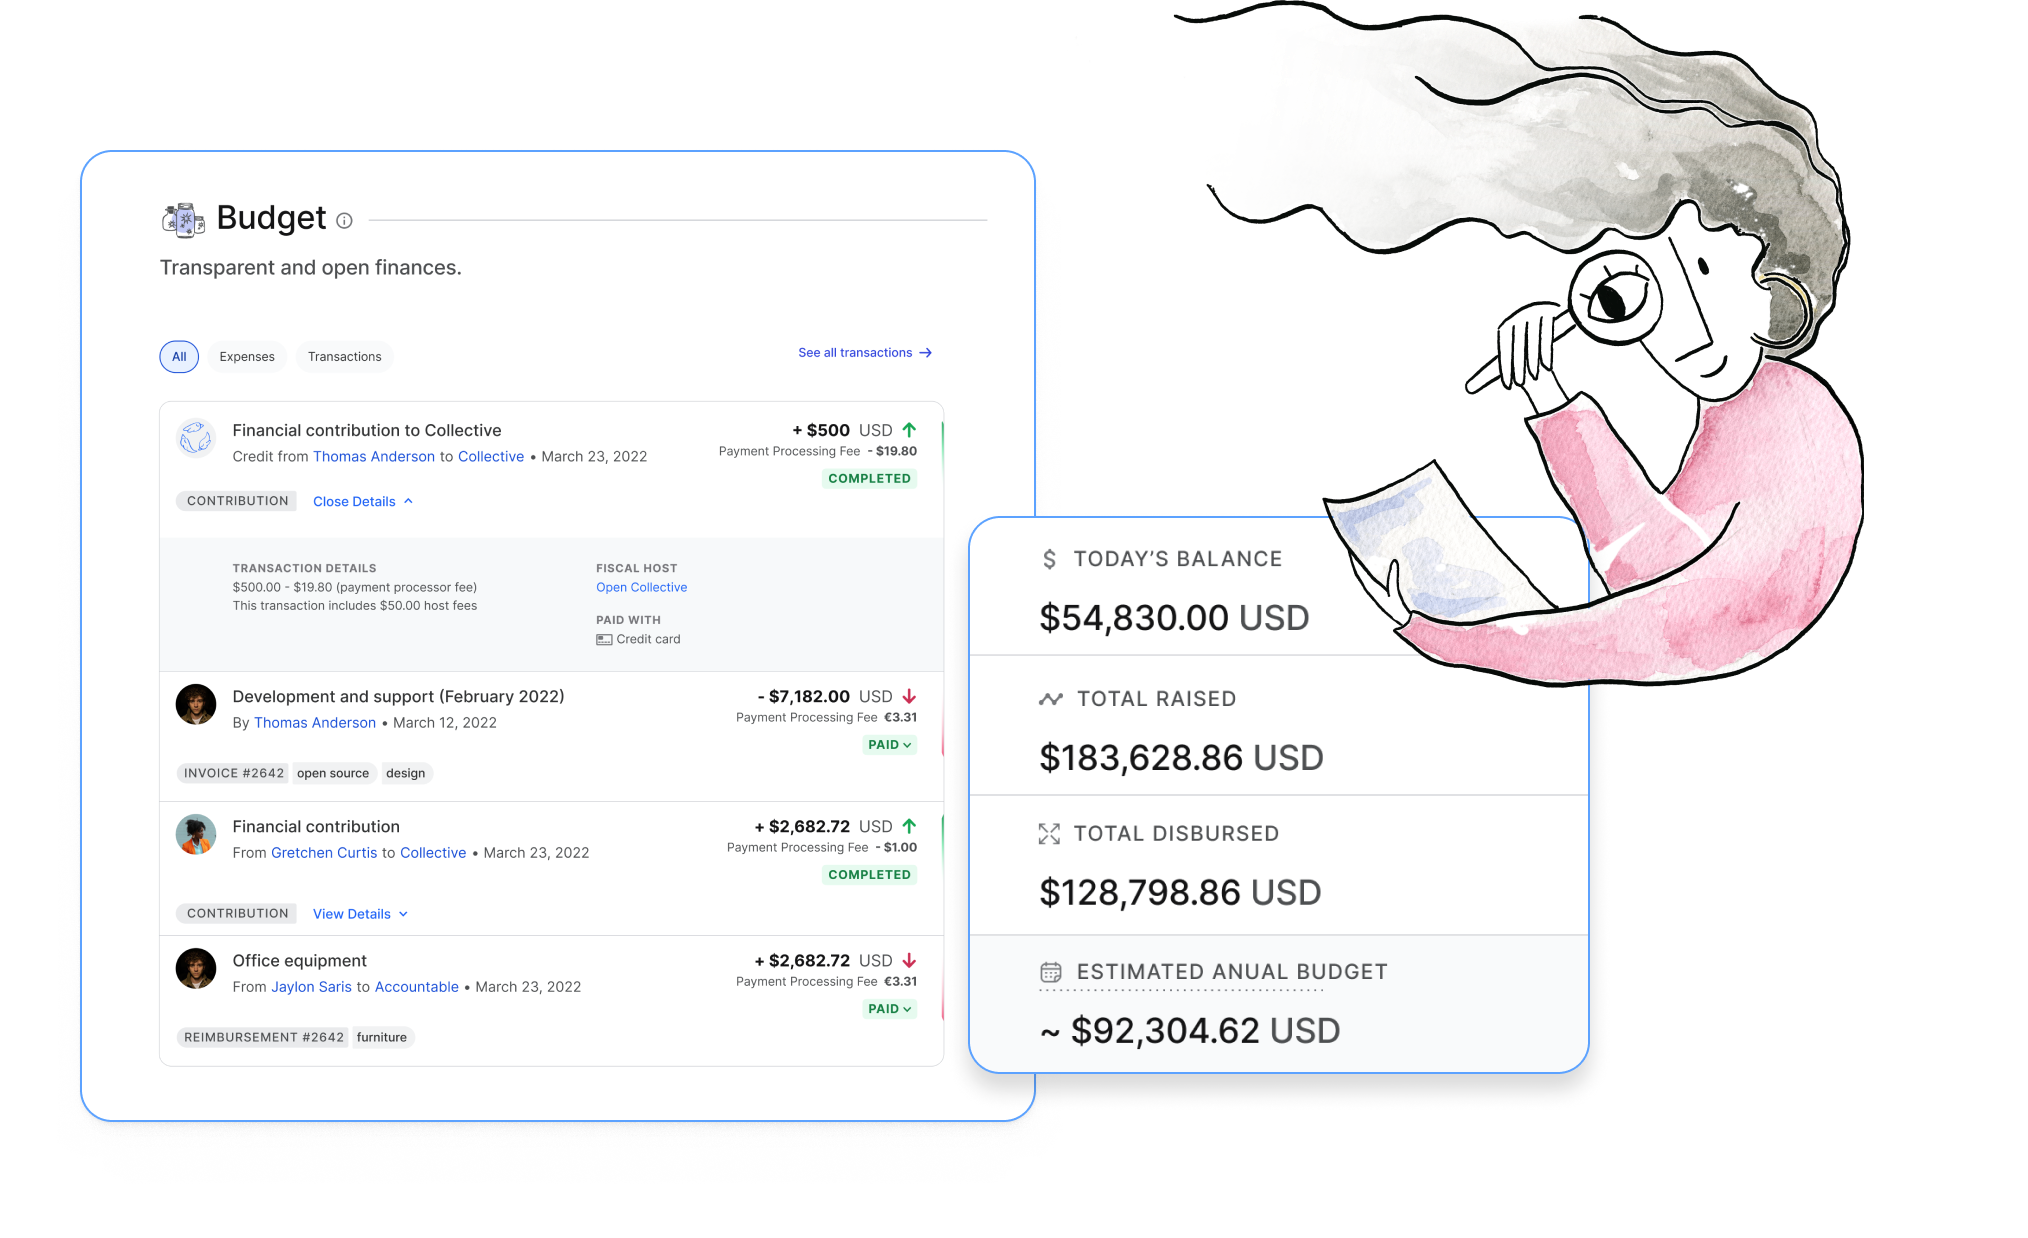 Budget
Transparent and open finances.
All Expenses Transactions See all transactions →
Financial contribution to Collective + $500 USD
Credit from Thomas Anderson to Collective • March 23, 2022 Payment Processing Fee - $19.80
COMPLETED
CONTRIBUTION Close Details
TRANSACTION DETAILS
$500.00 - $19.80 (payment processor fee)
This transaction includes $50.00 host fees
FISCAL HOST
Open Collective
PAID WITH
Credit card
Development and support (February 2022) - $7,182.00 USD
By Thomas Anderson • March 12, 2022 Payment Processing Fee €3.31
PAID
INVOICE #2642 open source design
Financial contribution + $2,682.72 USD
From Gretchen Curtis to Collective • March 23, 2022 Payment Processing Fee - $1.00
COMPLETED
CONTRIBUTION View Details
Office equipment + $2,682.72 USD
From Jaylon Saris to Accountable • March 23, 2022 Payment Processing Fee €3.31
PAID
REIMBURSEMENT #2642 furniture
$ TODAY’S BALANCE
$54,830.00 USD
TOTAL RAISED
$183,628.86 USD
TOTAL DISBURSED
$128,798.86 USD
ESTIMATED ANUAL BUDGET
~ $92,304.62 USD